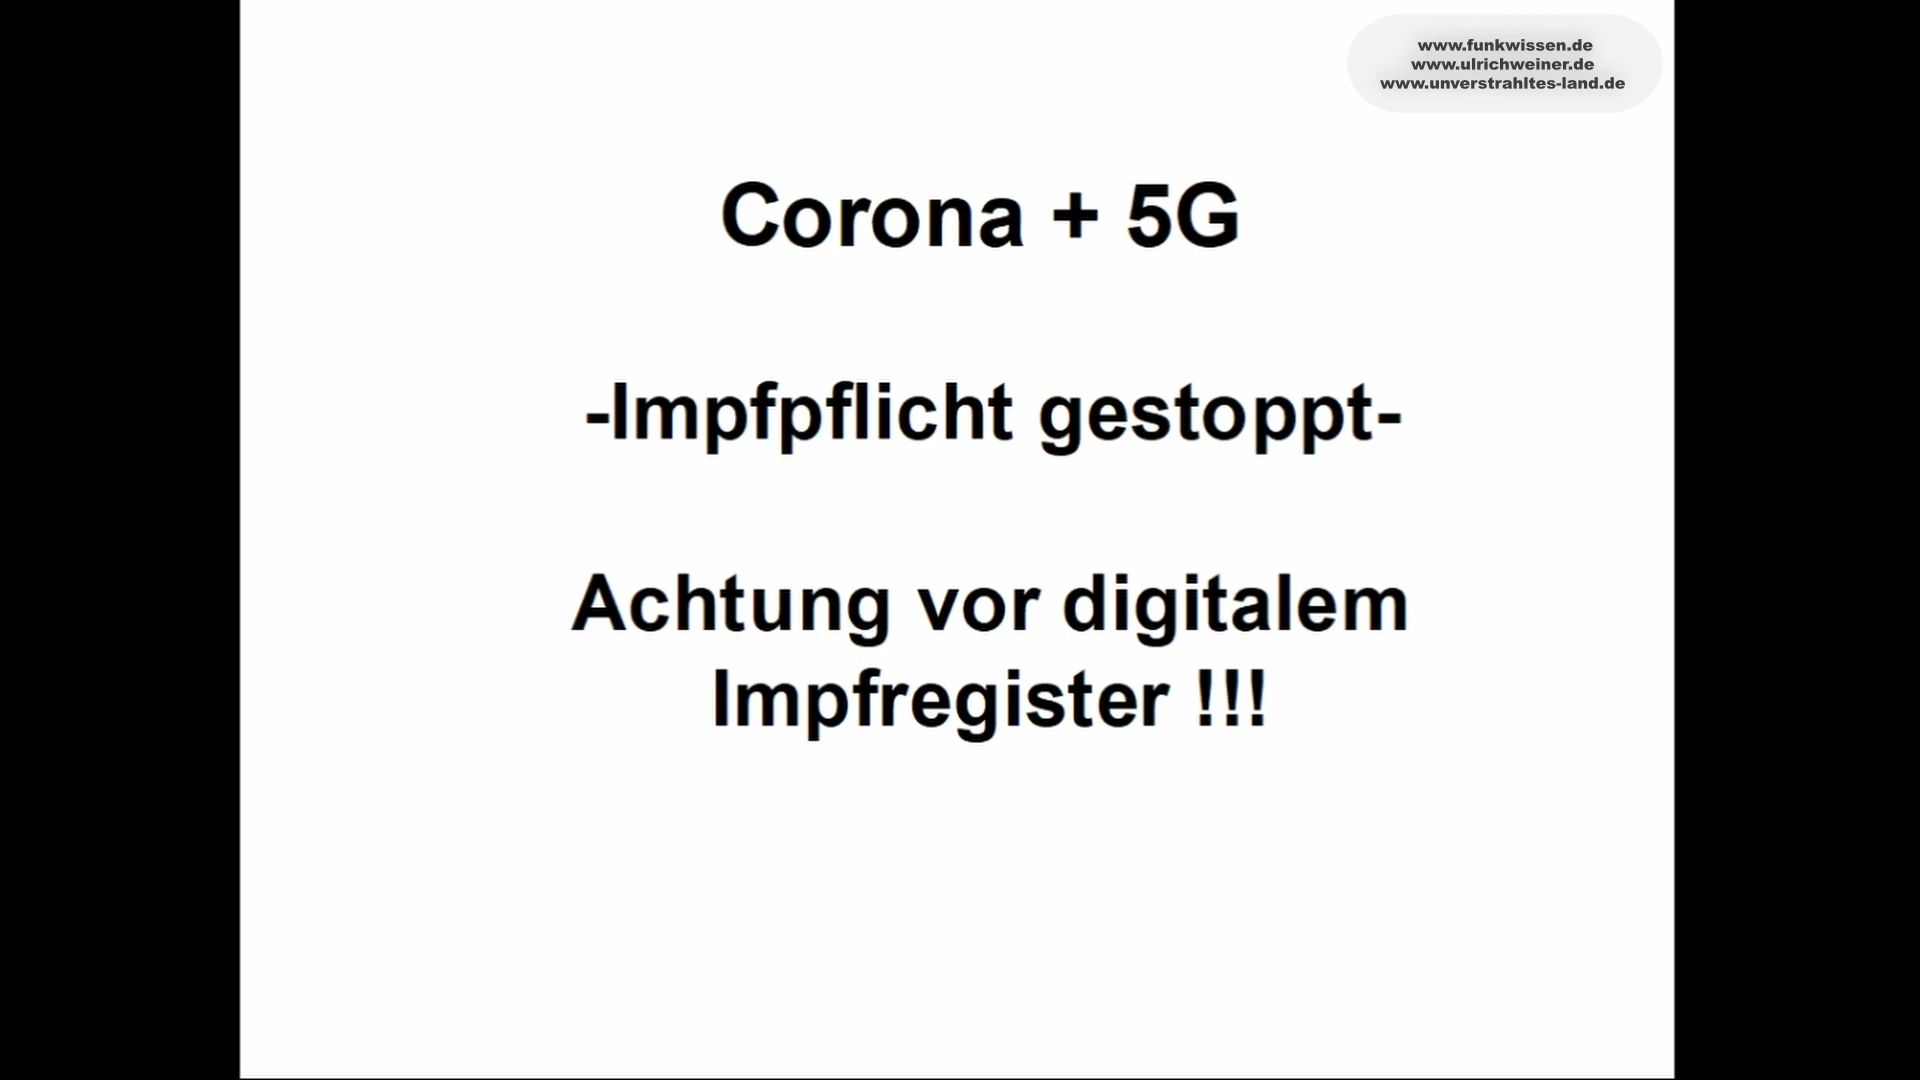 www.funkwissen.de
www.ulrichweiner.de
www.unverstrahltes-land.de
Corona + 5G
-Impfpflicht gestoppt-
Achtung vor digitalem
Impfregister !!!